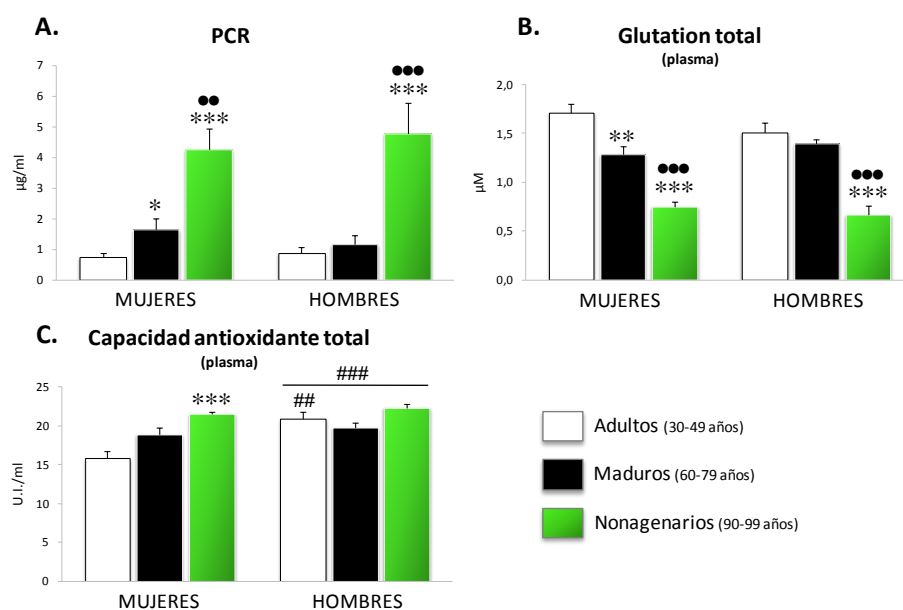 A.
PCR
7
6
5
4
3
2
1
0
µg/ml
●●
***
*
●●●
***
MUJERES
HOMBRES
B.
Glutation total
(plasma)
2,0
1,5
1,0
0,5
0,0
µM
**
●●●
***
●●●
***
MUJERES
HOMBRES
C.
Capacidad antioxidante total
(plasma)
25
20
15
10
5
0
U.I./ml
***
###
##
MUJERES
HOMBRES
Adultos (30-49 años)
Maduros (60-79 años)
Nonagenarios (90-99 años)